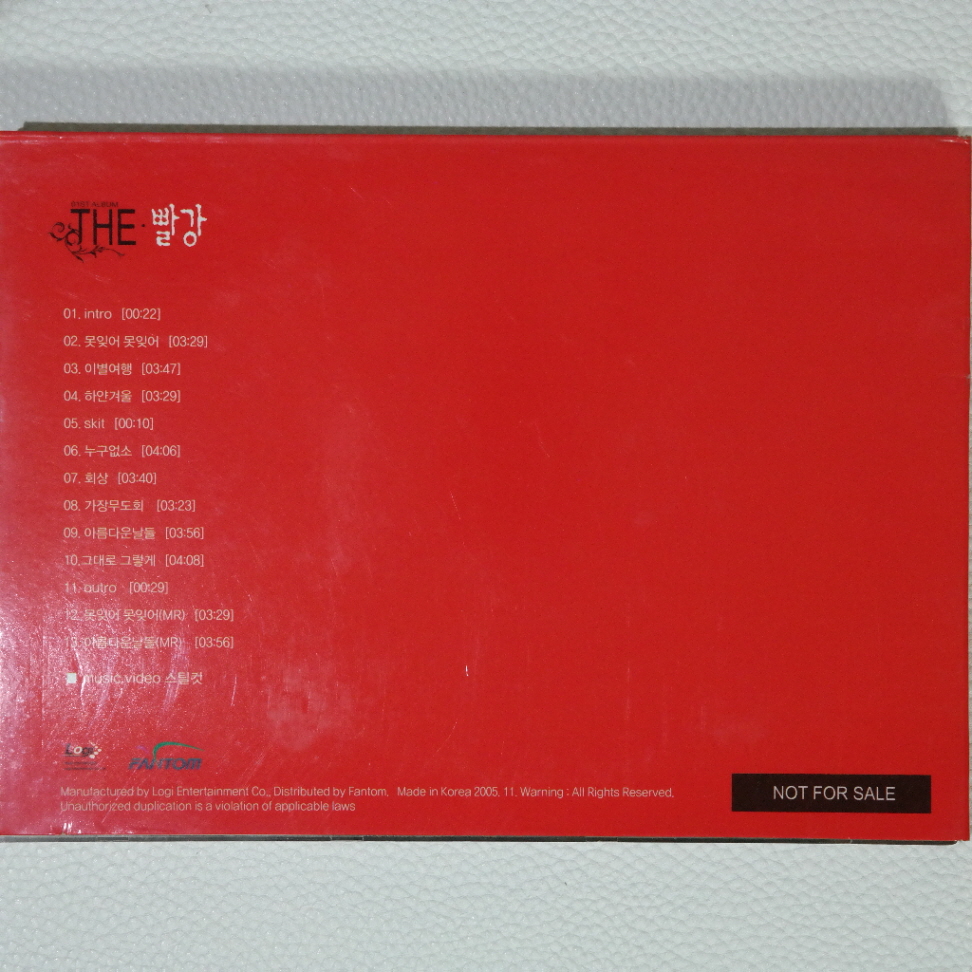 THE · 빨강
01. intro [00:22]
02. 못잊어 못잊어 [03:29]
03. 이별여행 [03:47]
04. 하얀겨울 [03:29]
05. skit [00:10]
06. 누구없소 [04:06]
07. 회상 [03:40]
08. 가장무도회 [03:23]
09. 아름다운날들 [03:56]
10.그대로 그렇게 [04:08]
11. outro [00:29]
12. 못잊어 못잊어(MR) [03:29]
13. 아름다운날들(MR) [03:56]
■ music.video 스틸컷
Logi FANTOM
Manufactured by Logi Entertainment Co., Distributed by Fantom. Made in Korea 2005. 11. Warning : All Rights Reserved.
Unauthorized duplication is a violation of applicable laws
NOT FOR SALE